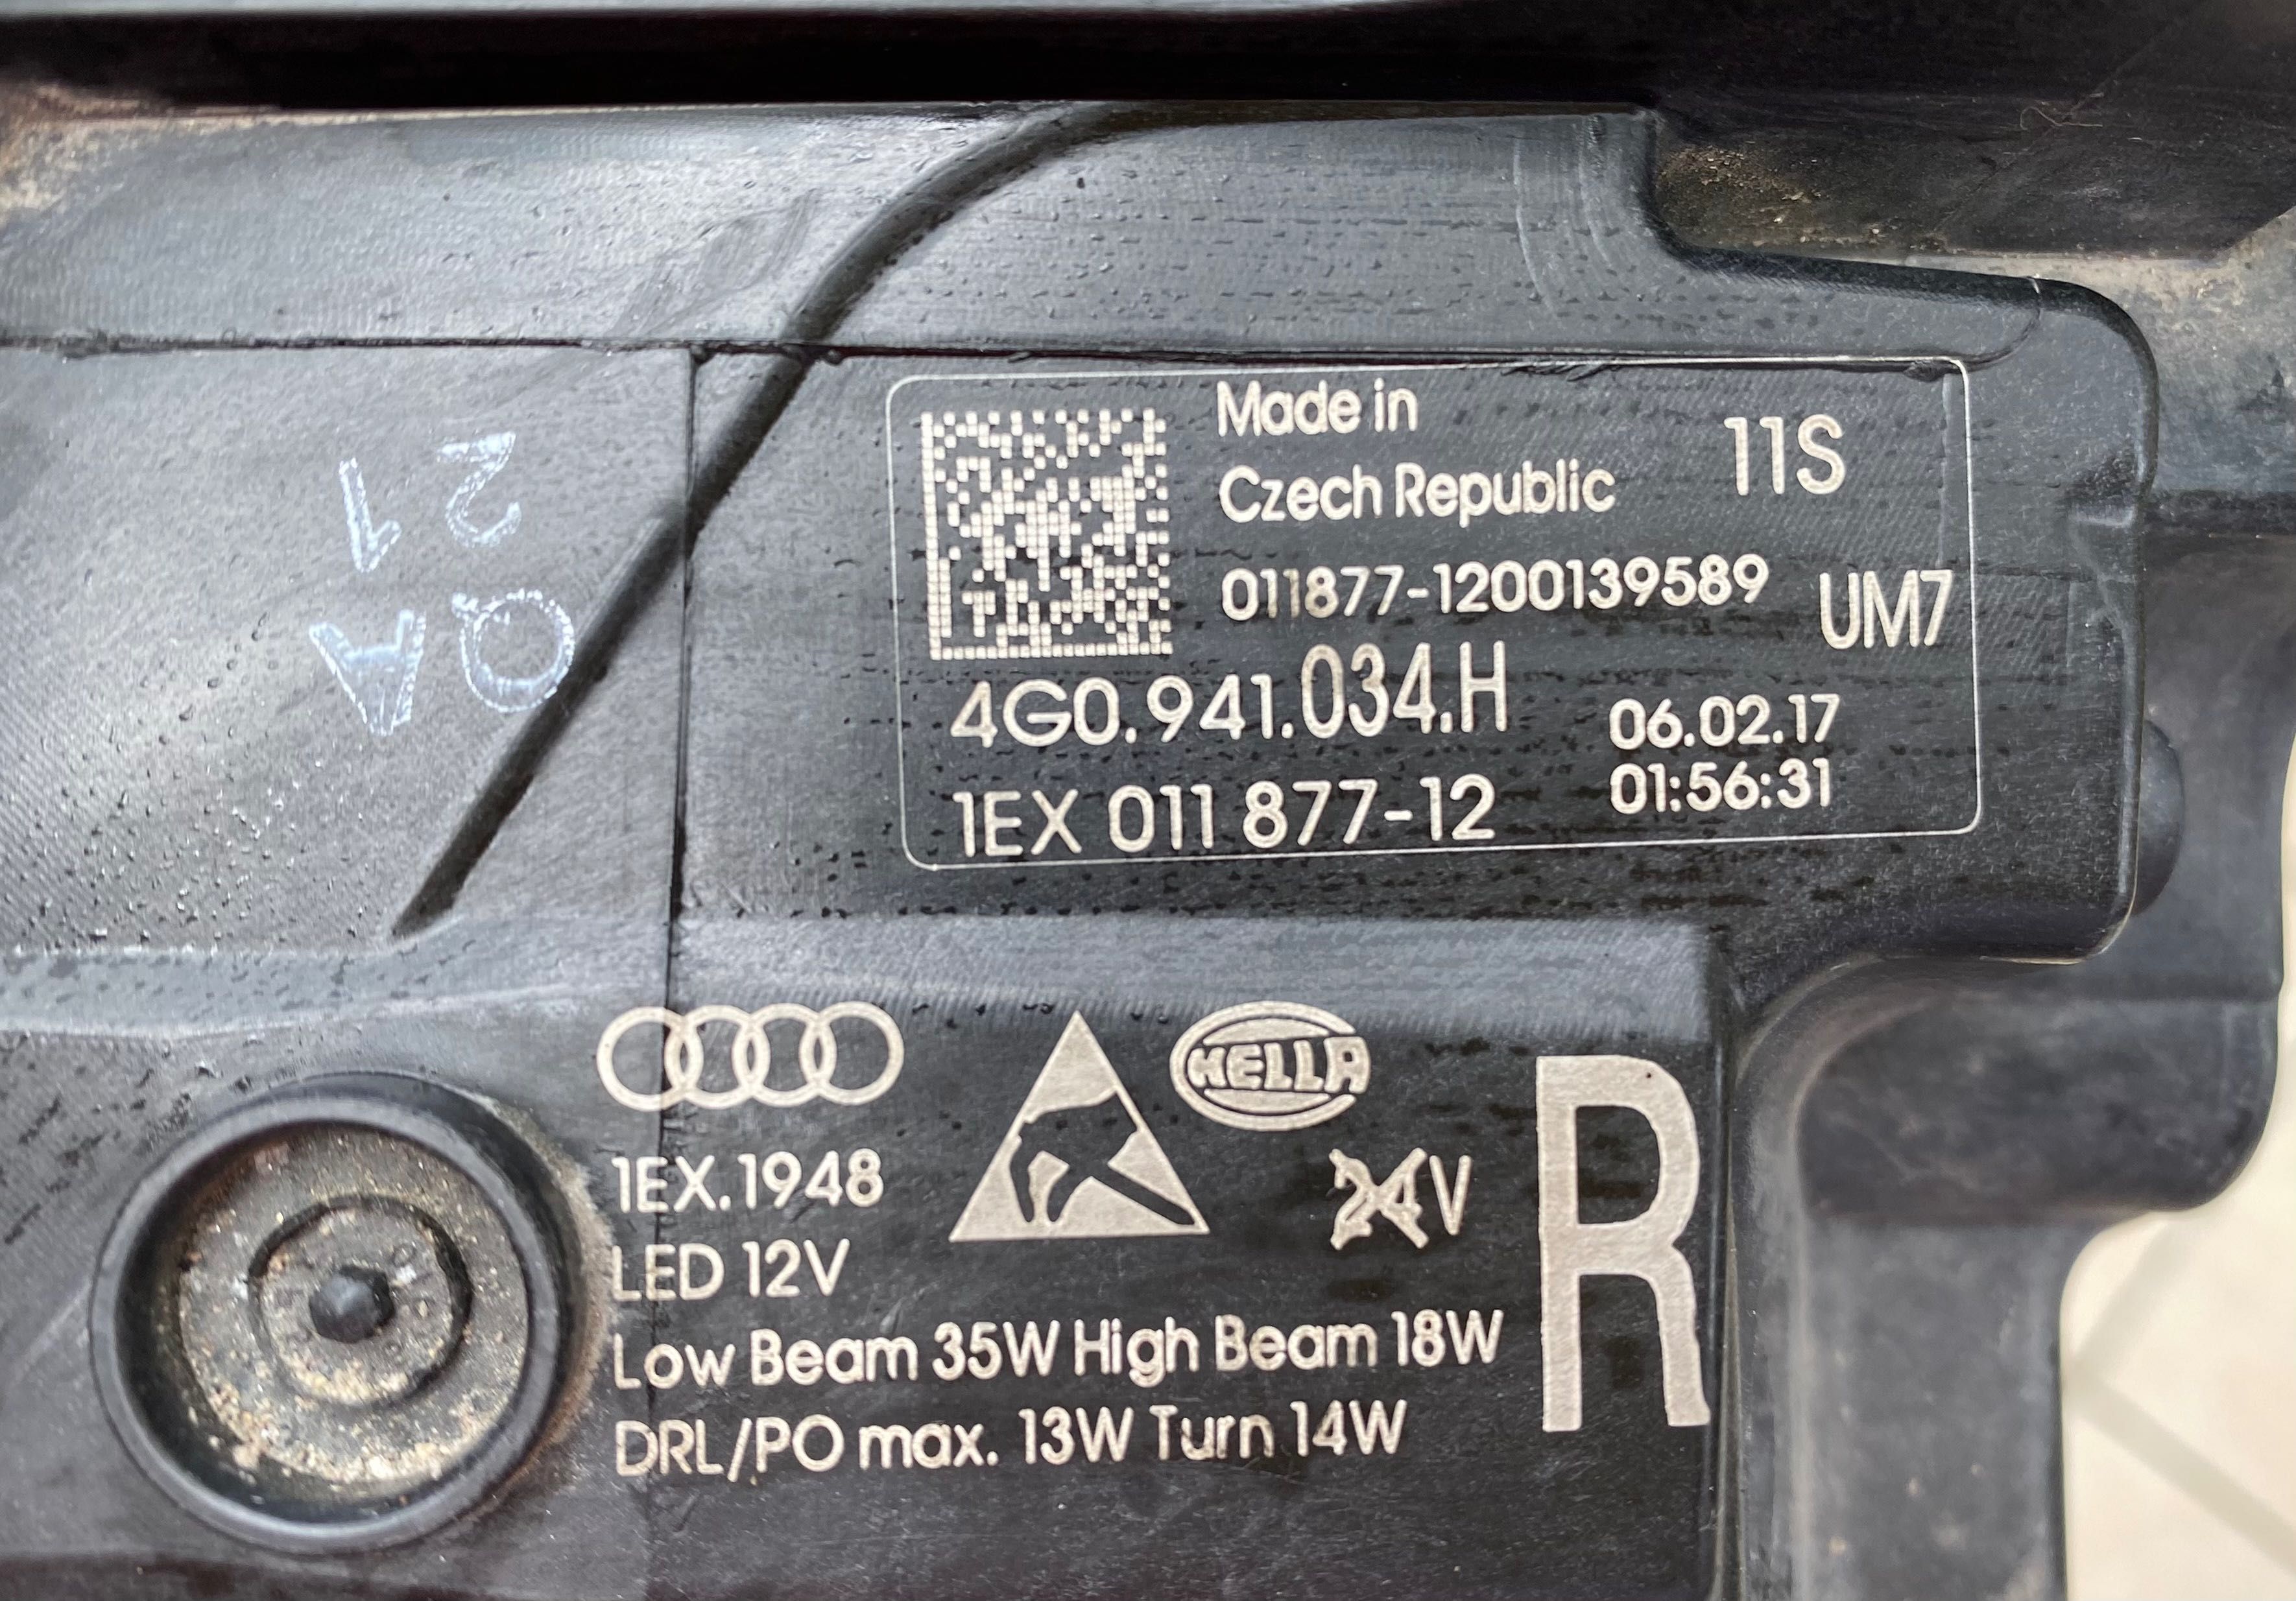 QA
21
Made in
Czech Republic
11S
011877-1200139589
UM7
4G0.941.034.H
06.02.17
1EX 011 877-12
01:56:31
HELLA
1EX.1948
24V
LED 12V
Low Beam 35W High Beam 18W
DRL/PO max. 13W Turn 14W
R